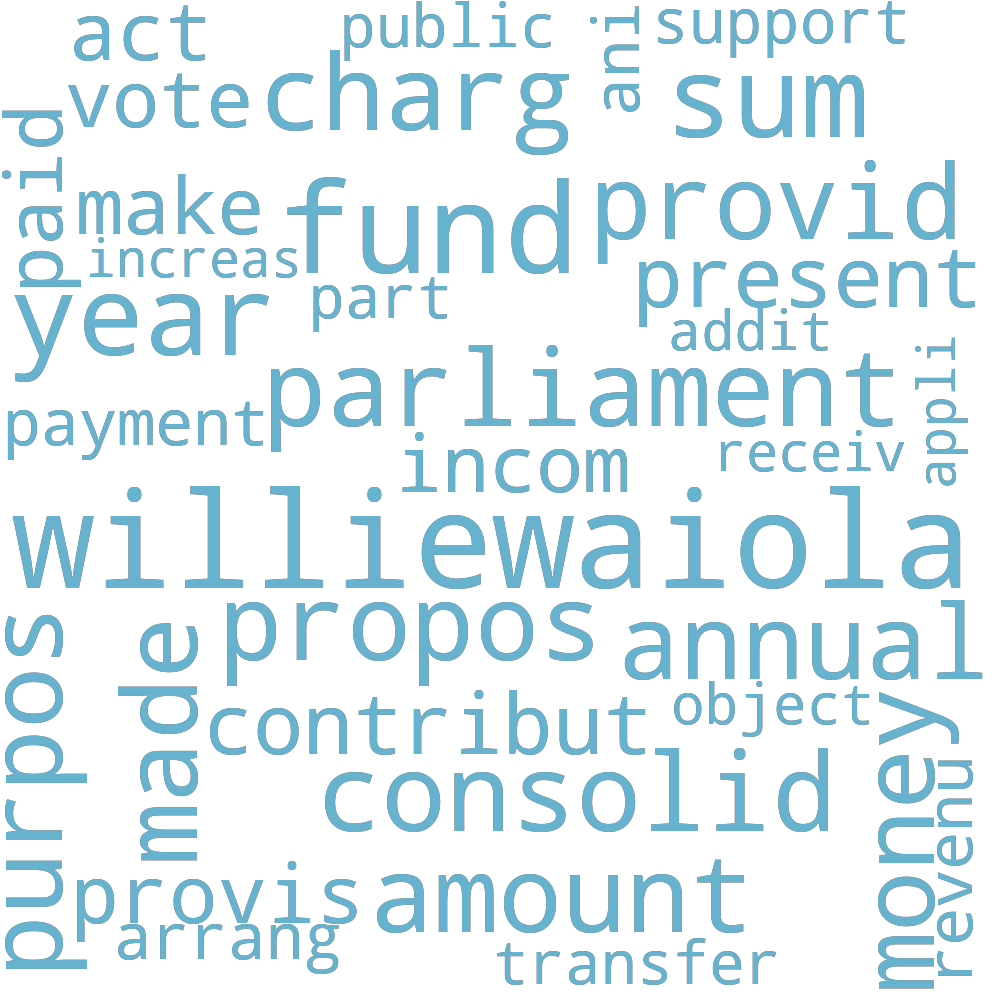 act
public
ani
support
vote
charg
sum
paid
make
fund
provid
increas
present
year
part
addit
parliament
appli
payment
incom
receiv
williewaiola
propos
annual
purpos
made
contribut
object
money
consolid
revenu
provis
amount
arrang
transfer